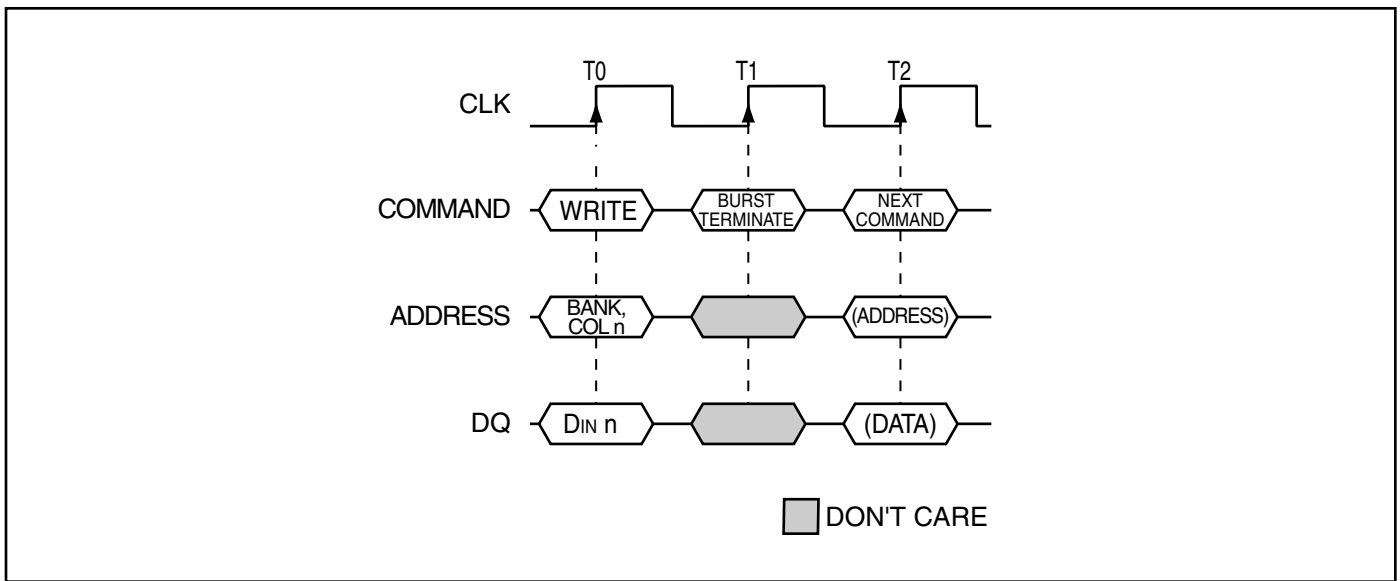 T0 T1 T2
CLK
COMMAND WRITE BURST TERMINATE NEXT COMMAND
ADDRESS BANK, COL n (ADDRESS)
DQ DIN n (DATA)
DON'T CARE